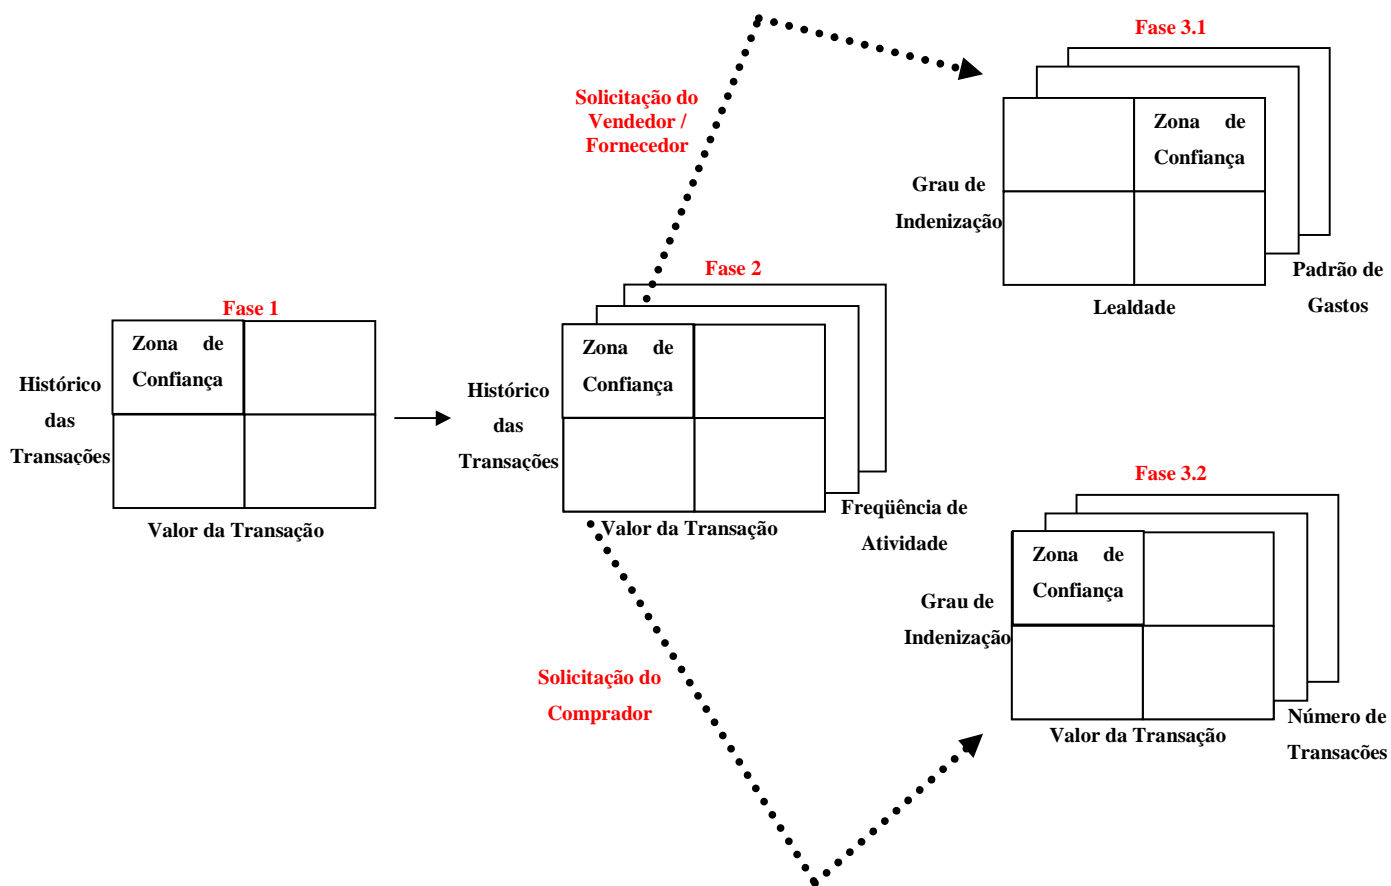 Fase 1
Zona de
Confiança
Histórico
das
Transações
Valor da Transação
Fase 2
Zona de
Confiança
Histórico
das
Transações
Valor da Transação
Freqüência de
Atividade
Solicitação do
Vendedor /
Fornecedor
Fase 3.1
Zona de
Confiança
Grau de
Indenização
Lealdade
Padrão de
Gastos
Solicitação do
Comprador
Fase 3.2
Zona de
Confiança
Grau de
Indenização
Valor da Transação
Número de
Transacões